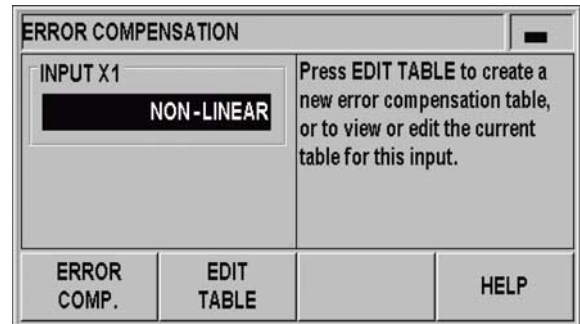 ERROR COMPENSATION
INPUT X1
NON-LINEAR
Press EDIT TABLE to create a
new error compensation table,
or to view or edit the current
table for this input.
ERROR
COMP.
EDIT
TABLE
HELP